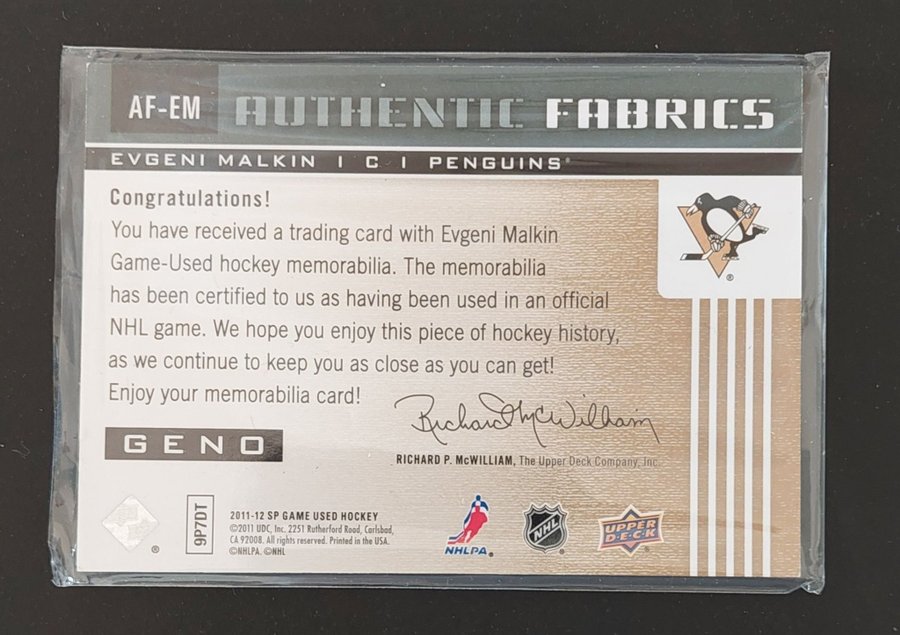 AF-EM AUTHENTIC FABRICS
EVGENI MALKIN | C | PENGUINS®
Congratulations!
You have received a trading card with Evgeni Malkin
Game-Used hockey memorabilia. The memorabilia
has been certified to us as having been used in an official
NHL game. We hope you enjoy this piece of hockey history,
as we continue to keep you as close as you can get!
Enjoy your memorabilia card!
Richard McWilliam
RICHARD P. McWILLIAM, The Upper Deck Company, Inc.
GENO
9P7DT
2011-12 SP GAME USED HOCKEY
©2011 UDC, Inc. 2251 Rutherford Road, Carlsbad,
CA 92008. All rights reserved. Printed in the USA.
©NHLPA. ©NHL
NHLPA®
NHL®
UPPER
DECK®
®
®